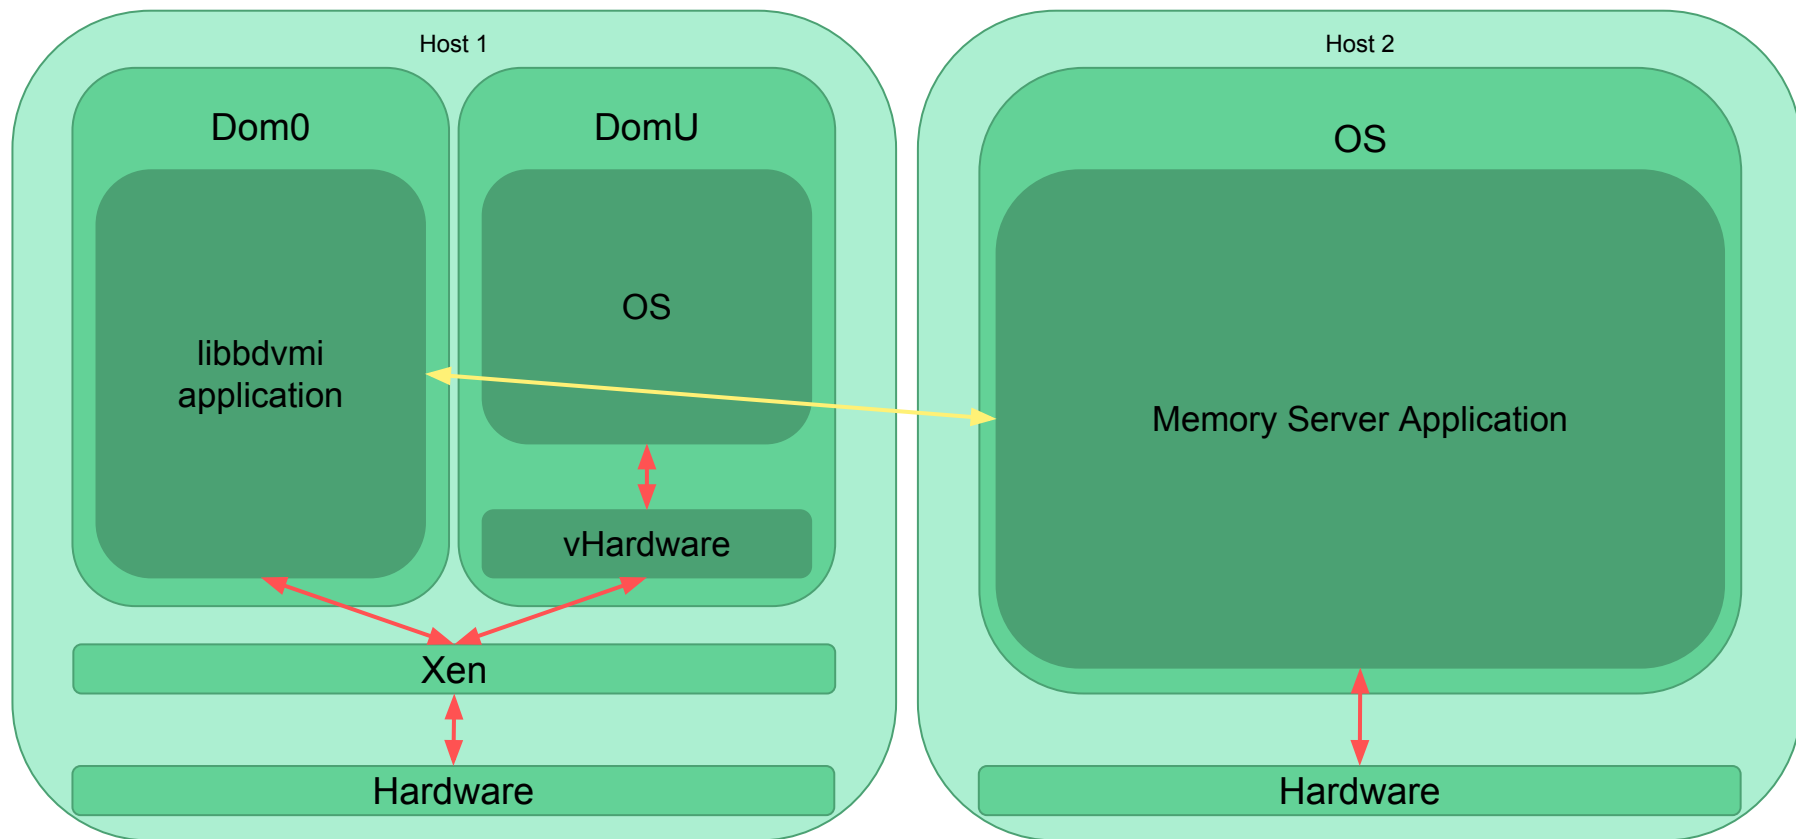 Host 1
Host 2
Dom0
DomU
OS
OS
libbdvmi
application
Memory Server Application
vHardware
Xen
Hardware
Hardware